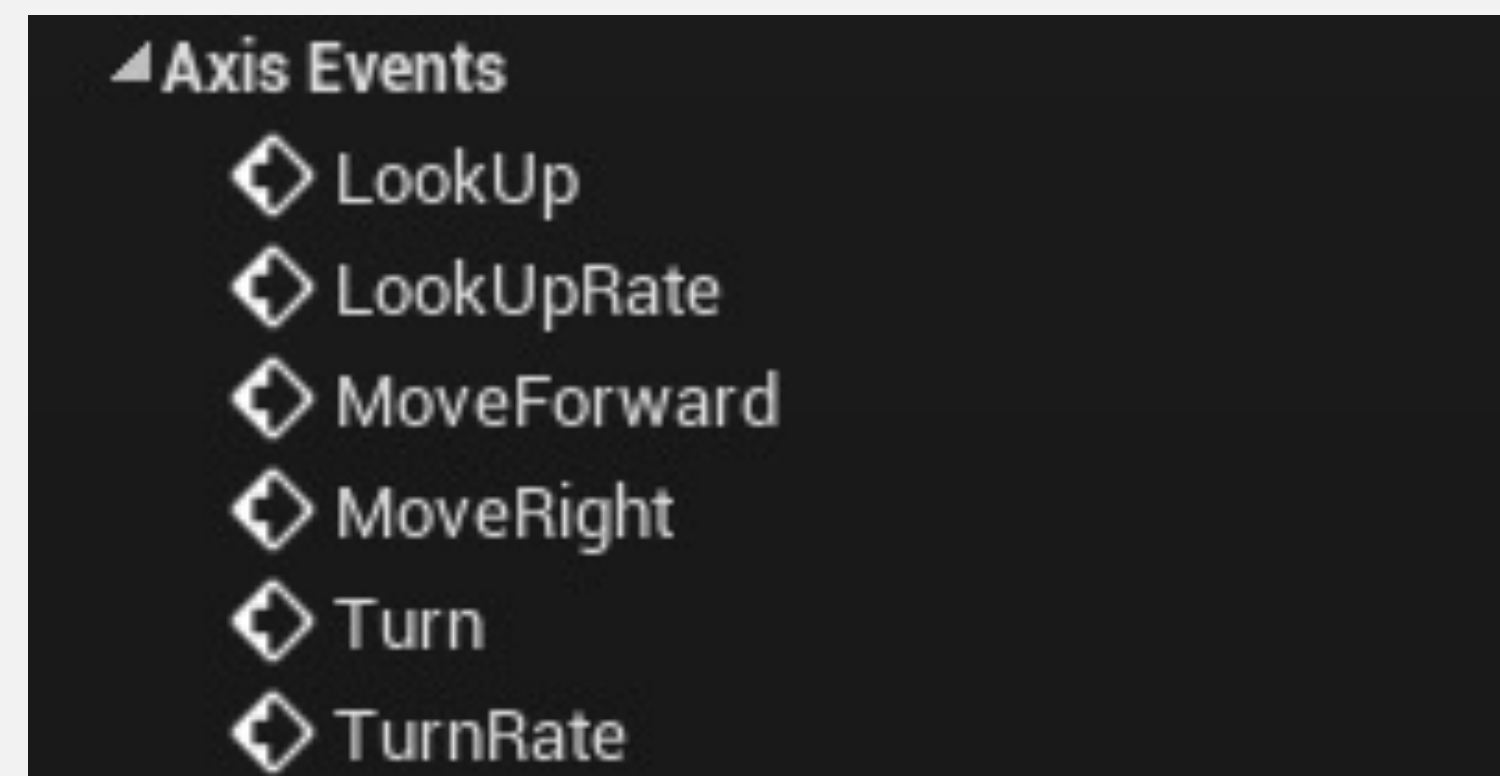 Axis Events
LookUp
LookUpRate
MoveForward
MoveRight
Turn
TurnRate